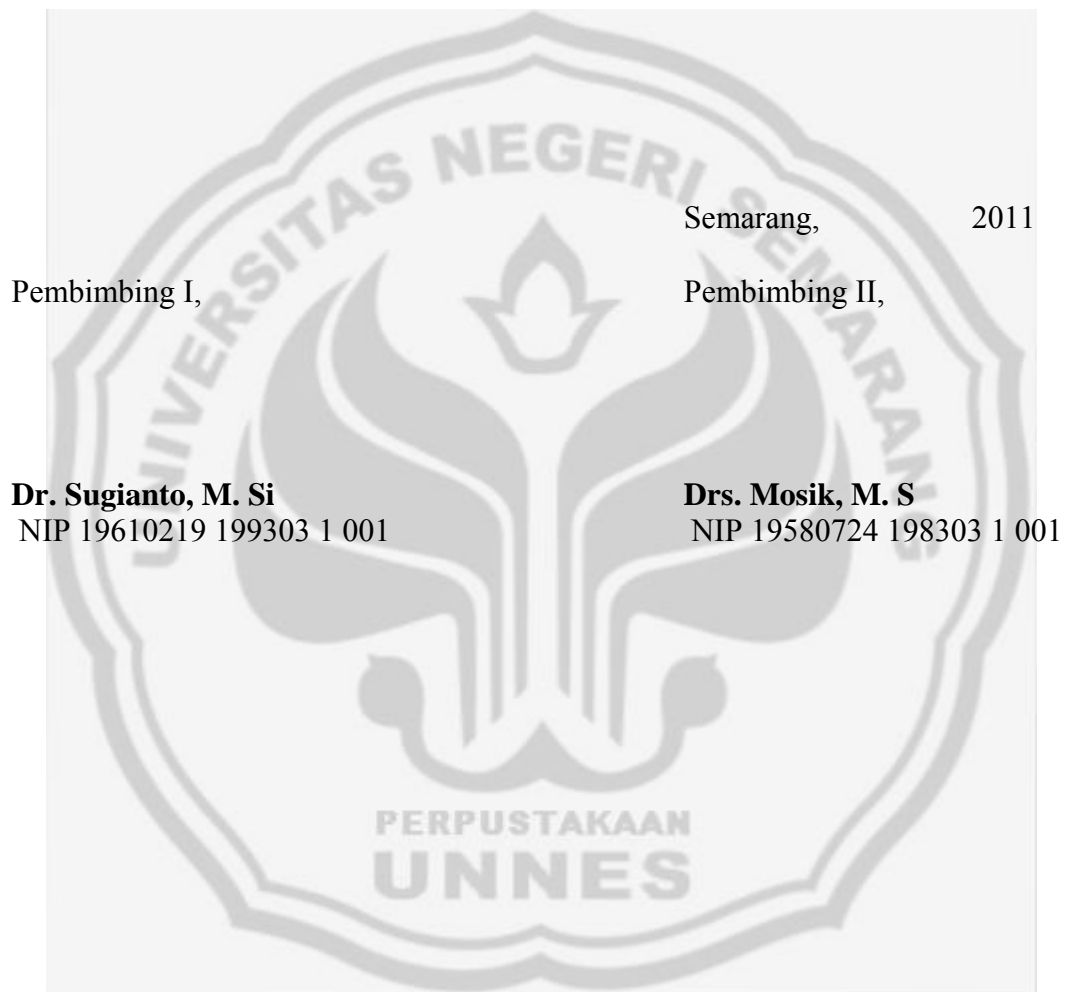 UNIVERSITAS NEGERI SEMARANG
Semarang, 2011
Pembimbing I, Pembimbing II,
Dr. Sugianto, M. Si Drs. Mosik, M. S
NIP 19610219 199303 1 001 NIP 19580724 198303 1 001
PERPUSTAKAAN
UNNES